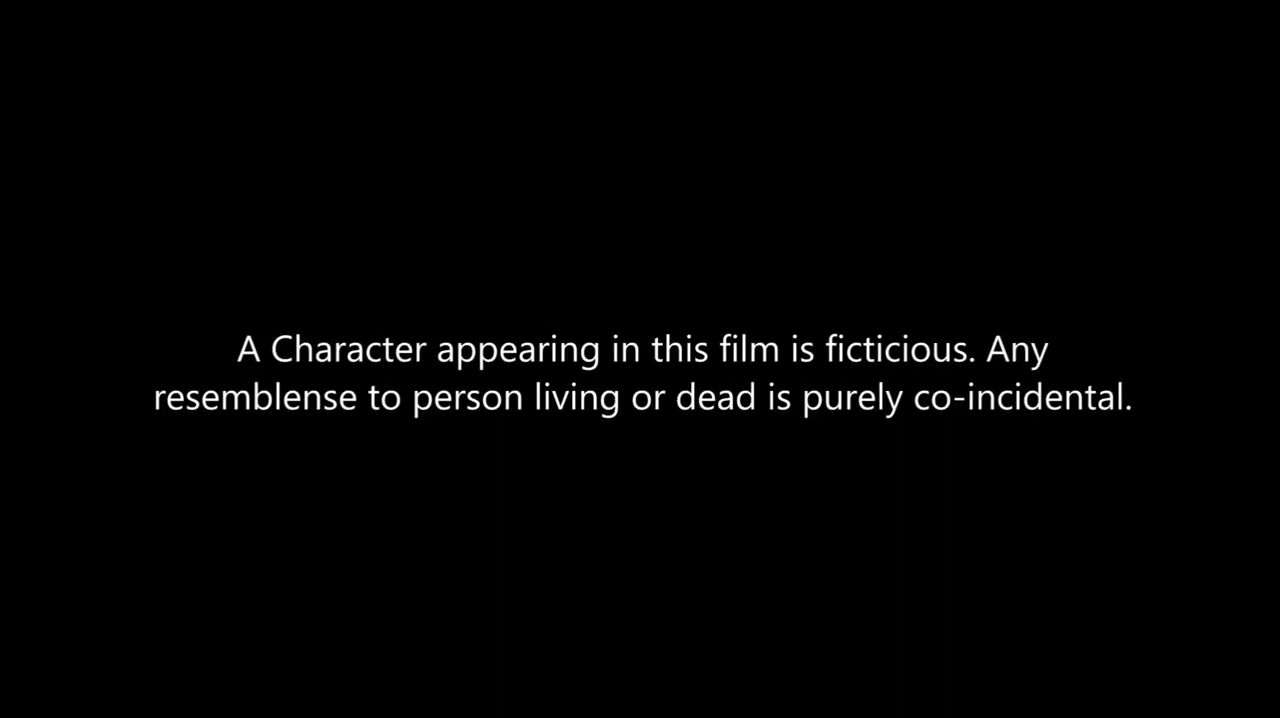 A Character appearing in this film is ficticious. Any
resemblense to person living or dead is purely co-incidental.